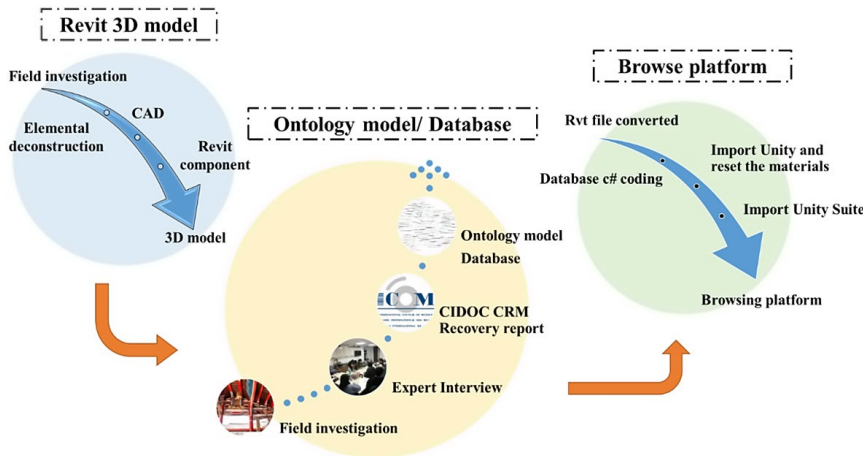 Revit 3D model
Field investigation
CAD
Elemental
deconstruction
Revit
component
3D model
Ontology model/ Database
Ontology model
Database
CIDOC CRM
Recovery report
Expert Interview
Field investigation
Browse platform
Rvt file converted
Import Unity and
reset the materials
Database c# coding
Import Unity Suite
Browsing platform